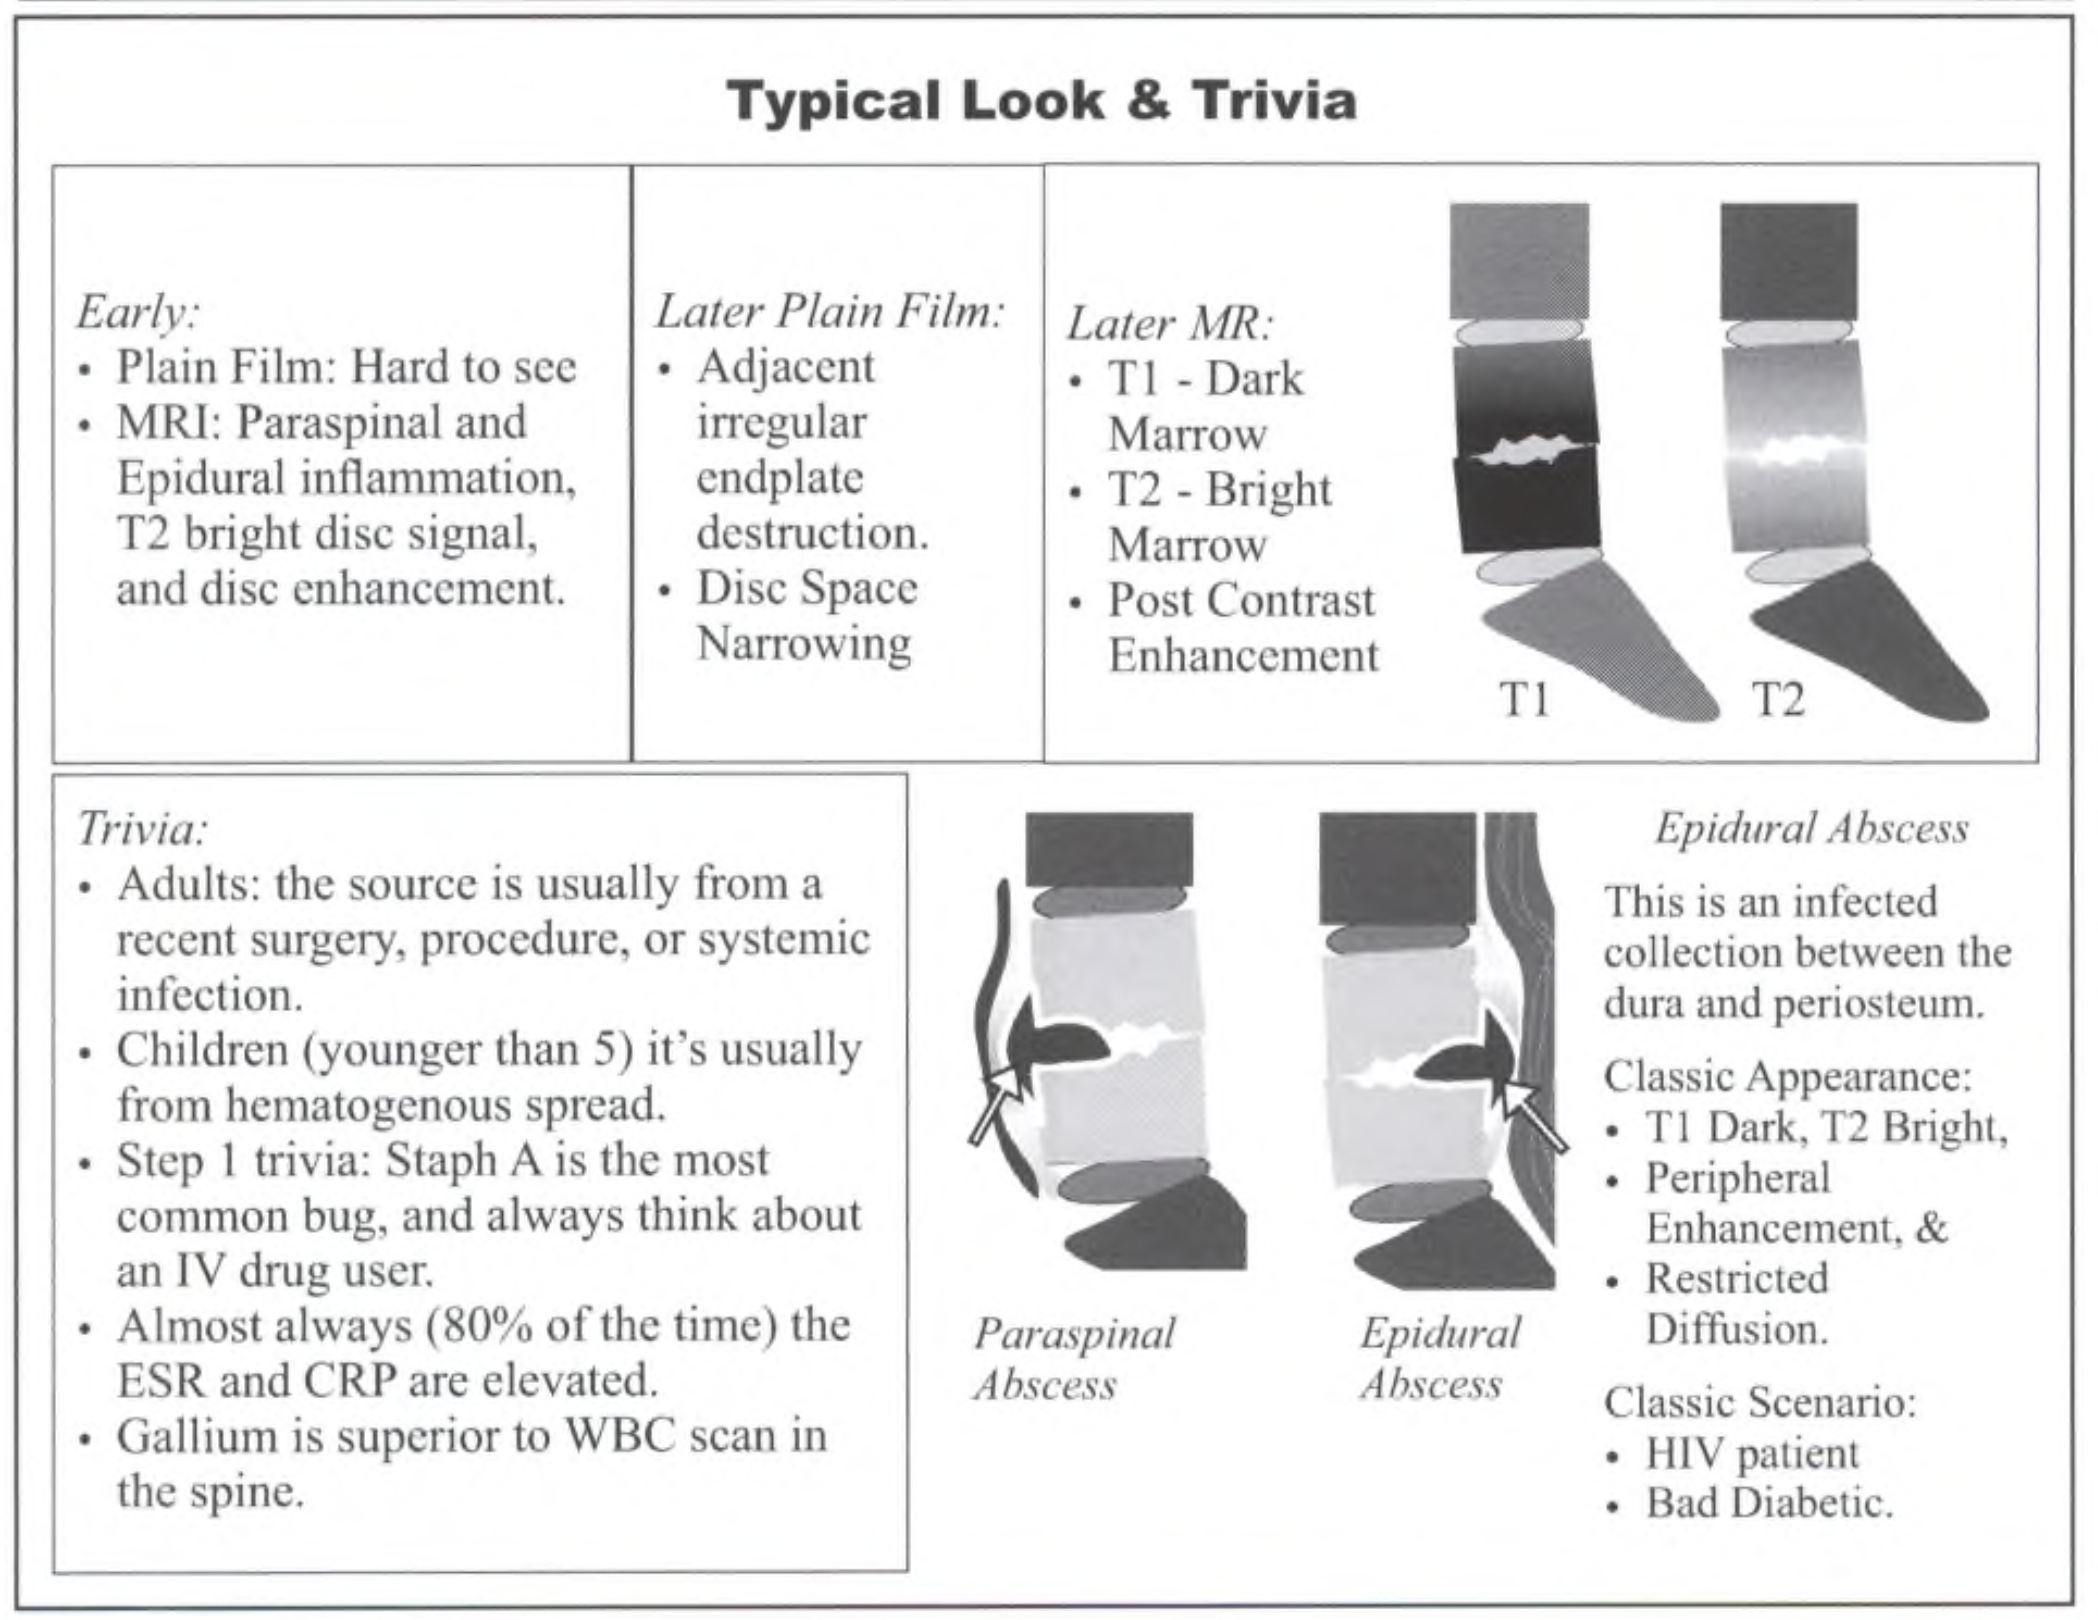 Typical Look & Trivia
Early:
• Plain Film: Hard to see
• MRI: Paraspinal and
Epidural inflammation,
T2 bright disc signal,
and disc enhancement.
Later Plain Film:
• Adjacent
irregular
endplate
destruction.
• Disc Space
Narrowing
Later MR:
• T1 - Dark
Marrow
• T2 - Bright
Marrow
• Post Contrast
Enhancement
T1
T2
Trivia:
• Adults: the source is usually from a
recent surgery, procedure, or systemic
infection.
• Children (younger than 5) it's usually
from hematogenous spread.
• Step 1 trivia: Staph A is the most
common bug, and always think about
an IV drug user.
• Almost always (80% of the time) the
ESR and CRP are elevated.
• Gallium is superior to WBC scan in
the spine.
Paraspinal
Abscess
Epidural
Abscess
Epidural Abscess
This is an infected
collection between the
dura and periosteum.
Classic Appearance:
• T1 Dark, T2 Bright,
• Peripheral
Enhancement, &
• Restricted
Diffusion.
Classic Scenario:
• HIV patient
• Bad Diabetic.